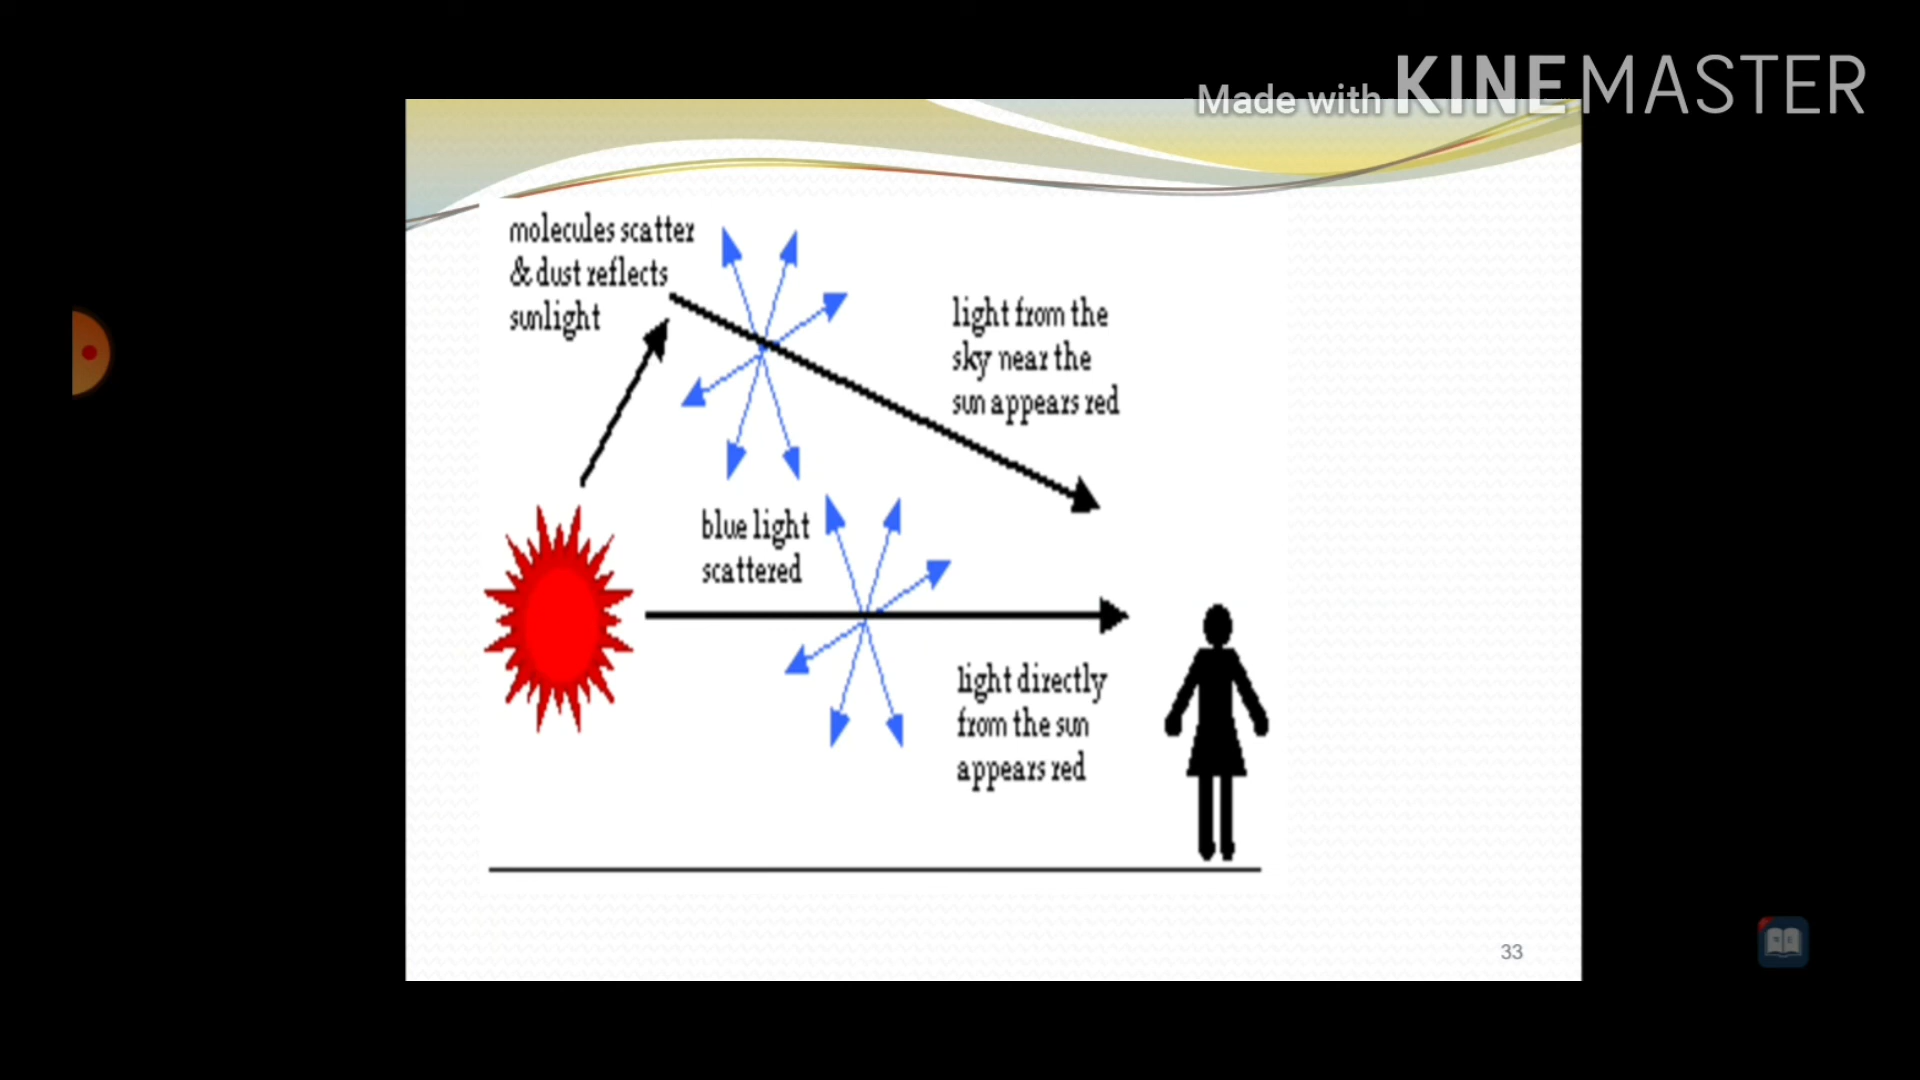 Made with KINEMASTER
molecules scatter
& dust reflects
sunlight
light from the
sky near the
sun appears red
blue light
scattered
light directly
from the sun
appears red
33